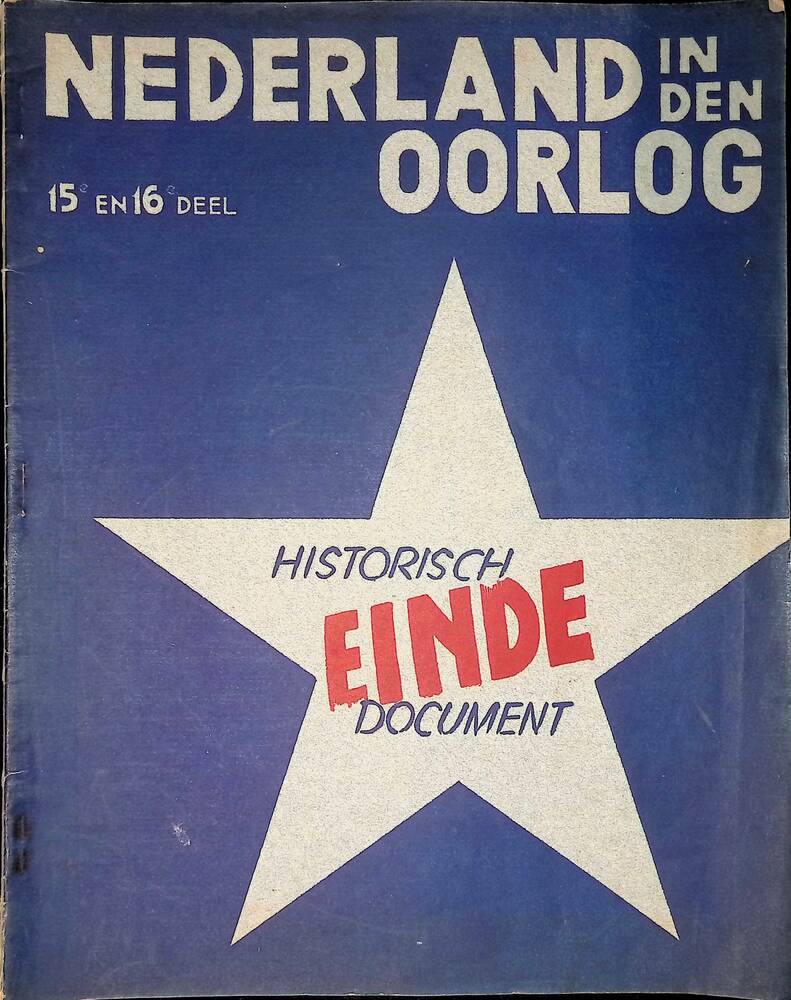 NEDERLAND IN
DEN
OORLOG
15e EN 16e DEEL
HISTORISCH
EINDE
DOCUMENT